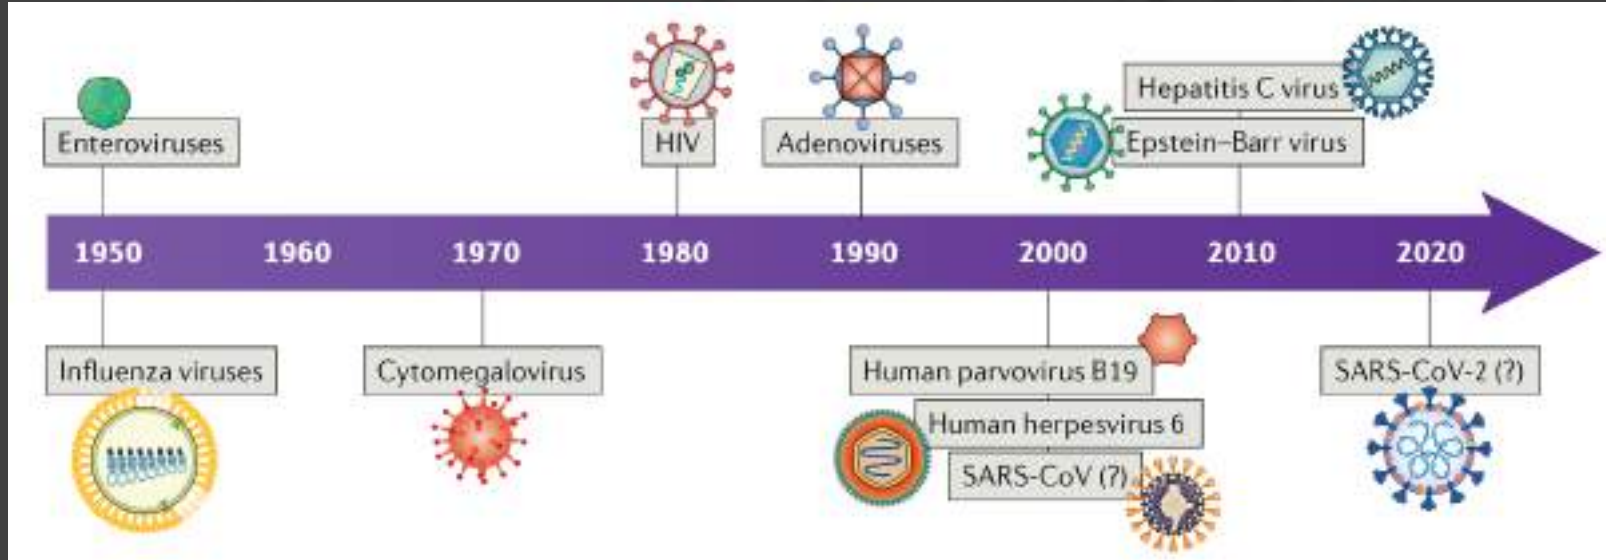 Hepatitis C virus
Enteroviruses
HIV
Adenoviruses
Epstein–Barr virus
1950 1960 1970 1980 1990 2000 2010 2020
Influenza viruses
Cytomegalovirus
Human parvovirus B19
SARS-CoV-2 (?)
Human herpesvirus 6
SARS-CoV (?)